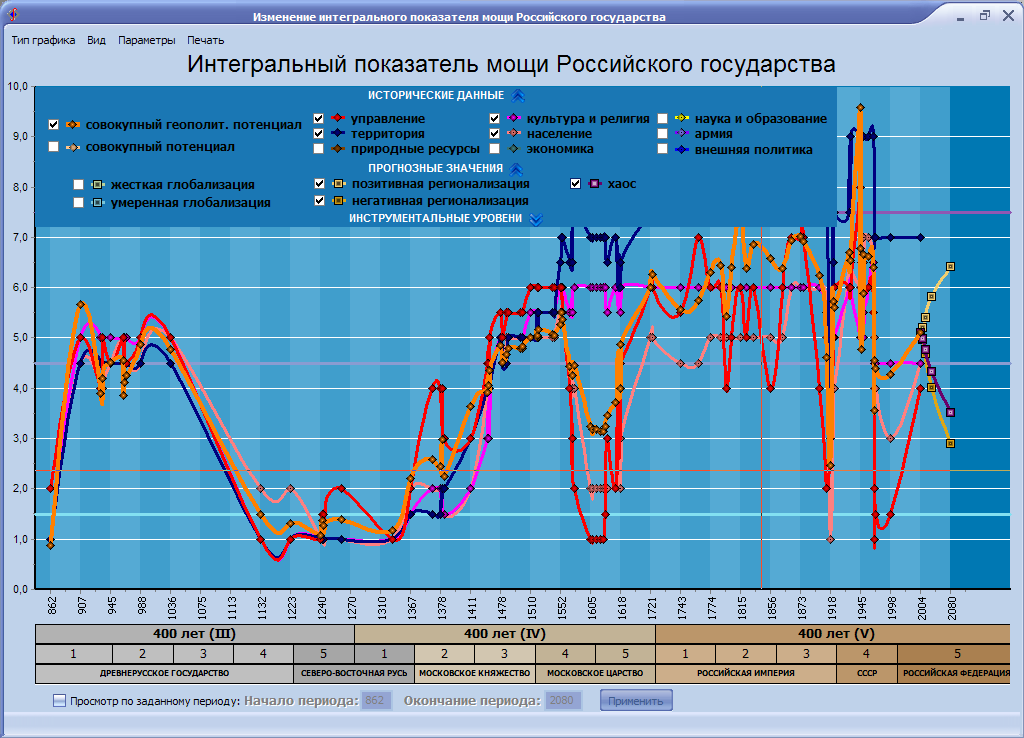 Изменение интегрального показателя мощи Российского государства
Тип графика Вид Параметры Печать
Интегральный показатель мощи Российского государства
ИСТОРИЧЕСКИЕ ДАННЫЕ
совокупный геополит. потенциал
совокупный потенциал
управление
территория
природные ресурсы
культура и религия
население
экономика
наука и образование
армия
внешняя политика
ПРОГНОЗНЫЕ ЗНАЧЕНИЯ
жесткая глобализация
умеренная глобализация
позитивная регионализация
негативная регионализация
хаос
ИНСТРУМЕНТАЛЬНЫЕ УРОВЕНИ
10,0
9,0
8,0
7,0
6,0
5,0
4,0
3,0
2,0
1,0
0,0
862 907 945 988 1036 1075 1113 1132 1223 1240 1270 1310 1367 1378 1411 1478 1510 1552 1605 1618 1721 1743 1774 1815 1856 1873 1918 1945 1998 2004 2080
400 лет (III) 400 лет (IV) 400 лет (V)
1 2 3 4 5 1 2 3 4 5 1 2 3 4 5
ДРЕВНЕРУССКОЕ ГОСУДАРСТВО СЕВЕРО-ВОСТОЧНАЯ РУСЬ МОСКОВСКОЕ КНЯЖЕСТВО МОСКОВСКОЕ ЦАРСТВО РОССИЙСКАЯ ИМПЕРИЯ СССР РОССИЙСКАЯ ФЕДЕРАЦИЯ
Просмотр по заданному периоду: Начало периода: 862 Окончание периода: 2080 Применить